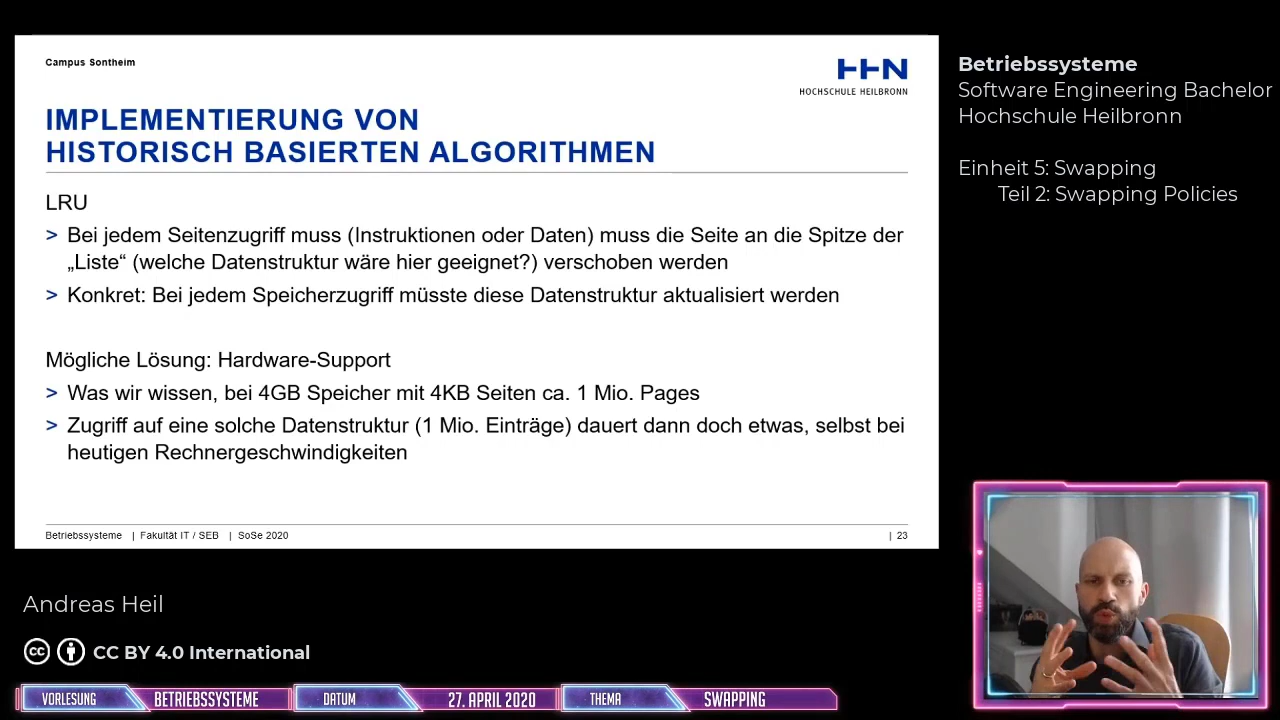 Campus Sontheim
HHN
HOCHSCHULE HEILBRONN
IMPLEMENTIERUNG VON
HISTORISCH BASIERTEN ALGORITHMEN
LRU
> Bei jedem Seitenzugriff muss (Instruktionen oder Daten) muss die Seite an die Spitze der
„Liste“ (welche Datenstruktur wäre hier geeignet?) verschoben werden
> Konkret: Bei jedem Speicherzugriff müsste diese Datenstruktur aktualisiert werden
Mögliche Lösung: Hardware-Support
> Was wir wissen, bei 4GB Speicher mit 4KB Seiten ca. 1 Mio. Pages
> Zugriff auf eine solche Datenstruktur (1 Mio. Einträge) dauert dann doch etwas, selbst bei
heutigen Rechnergeschwindigkeiten
Betriebssysteme | Fakultät IT / SEB | SoSe 2020 | 23
Betriebssysteme
Software Engineering Bachelor
Hochschule Heilbronn
Einheit 5: Swapping
Teil 2: Swapping Policies
Andreas Heil
cc CC BY 4.0 International
VORLESUNG BETRIEBSSYSTEME DATUM 27. APRIL 2020 THEMA SWAPPING